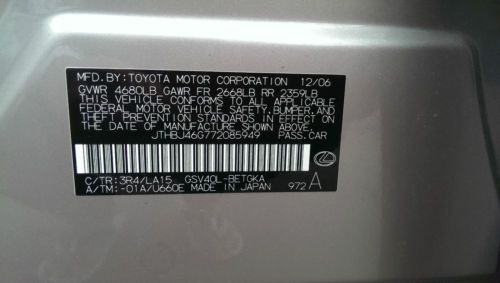 MFD.BY:TOYOTA MOTOR CORPORATION 12/06
GVWR 4680LB GAWR FR 2668LB RR 2359LB
THIS VEHICLE CONFORMS TO ALL APPLICABLE
FEDERAL MOTOR VEHICLE SAFETY,BUMPER,AND
THEFT PREVENTION STANDARDS IN EFFECT ON
THE DATE OF MANUFACTURE SHOWN ABOVE.
JTHBJ46G772085949 PASS.CAR
C/TR:3R4/LA15 GSV40L-BETGKA
A/TM:-01A/U660E MADE IN JAPAN 972 A